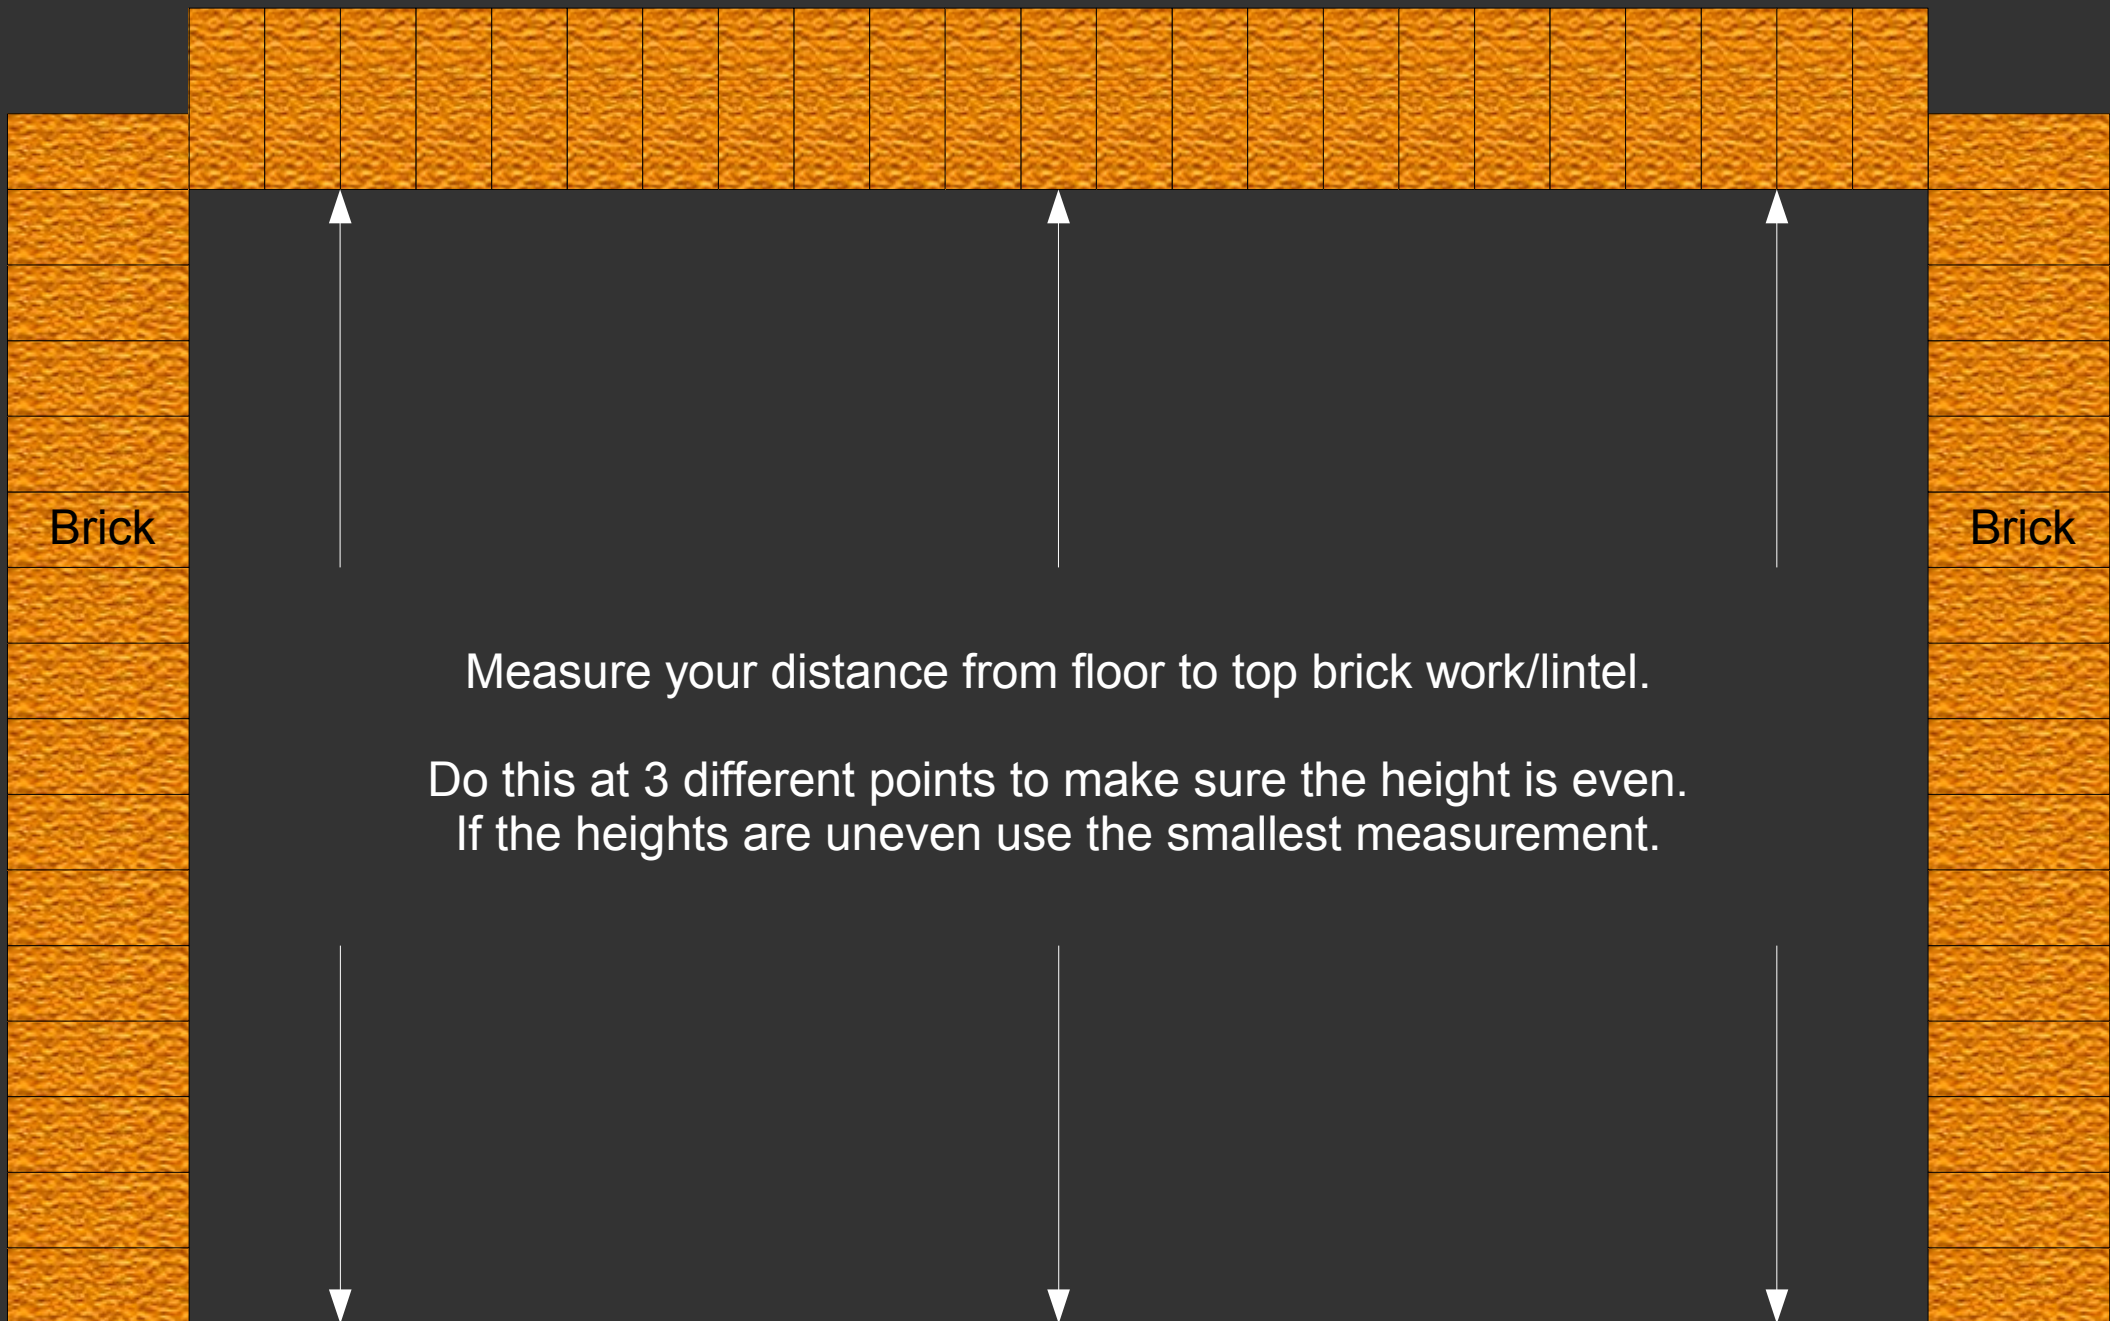 Brick
Brick
Measure your distance from floor to top brick work/lintel.
Do this at 3 different points to make sure the height is even.
If the heights are uneven use the smallest measurement.